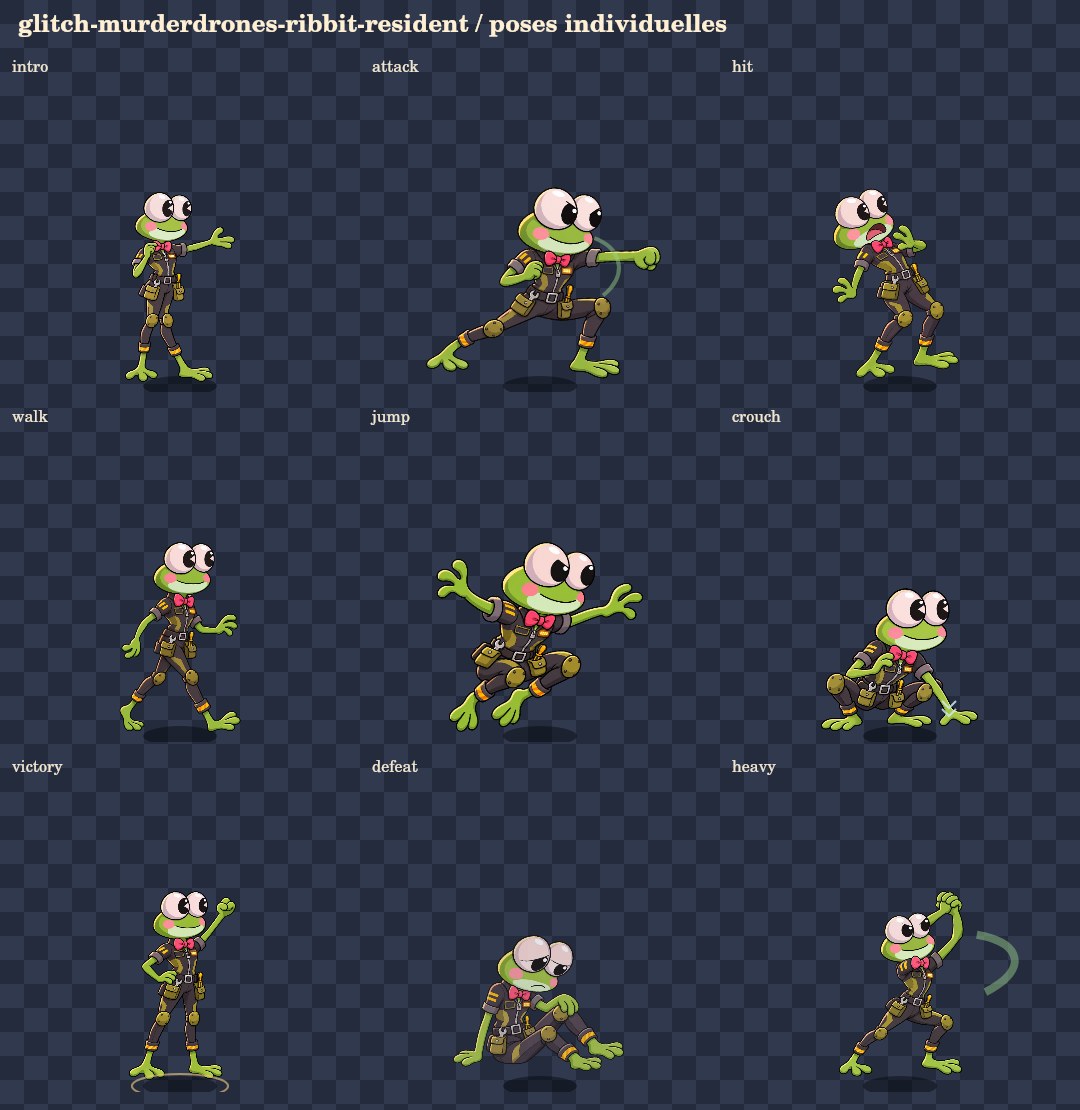 glitch-murderdrones-ribbit-resident / poses individuelles
intro
attack
hit
walk
jump
crouch
victory
defeat
heavy